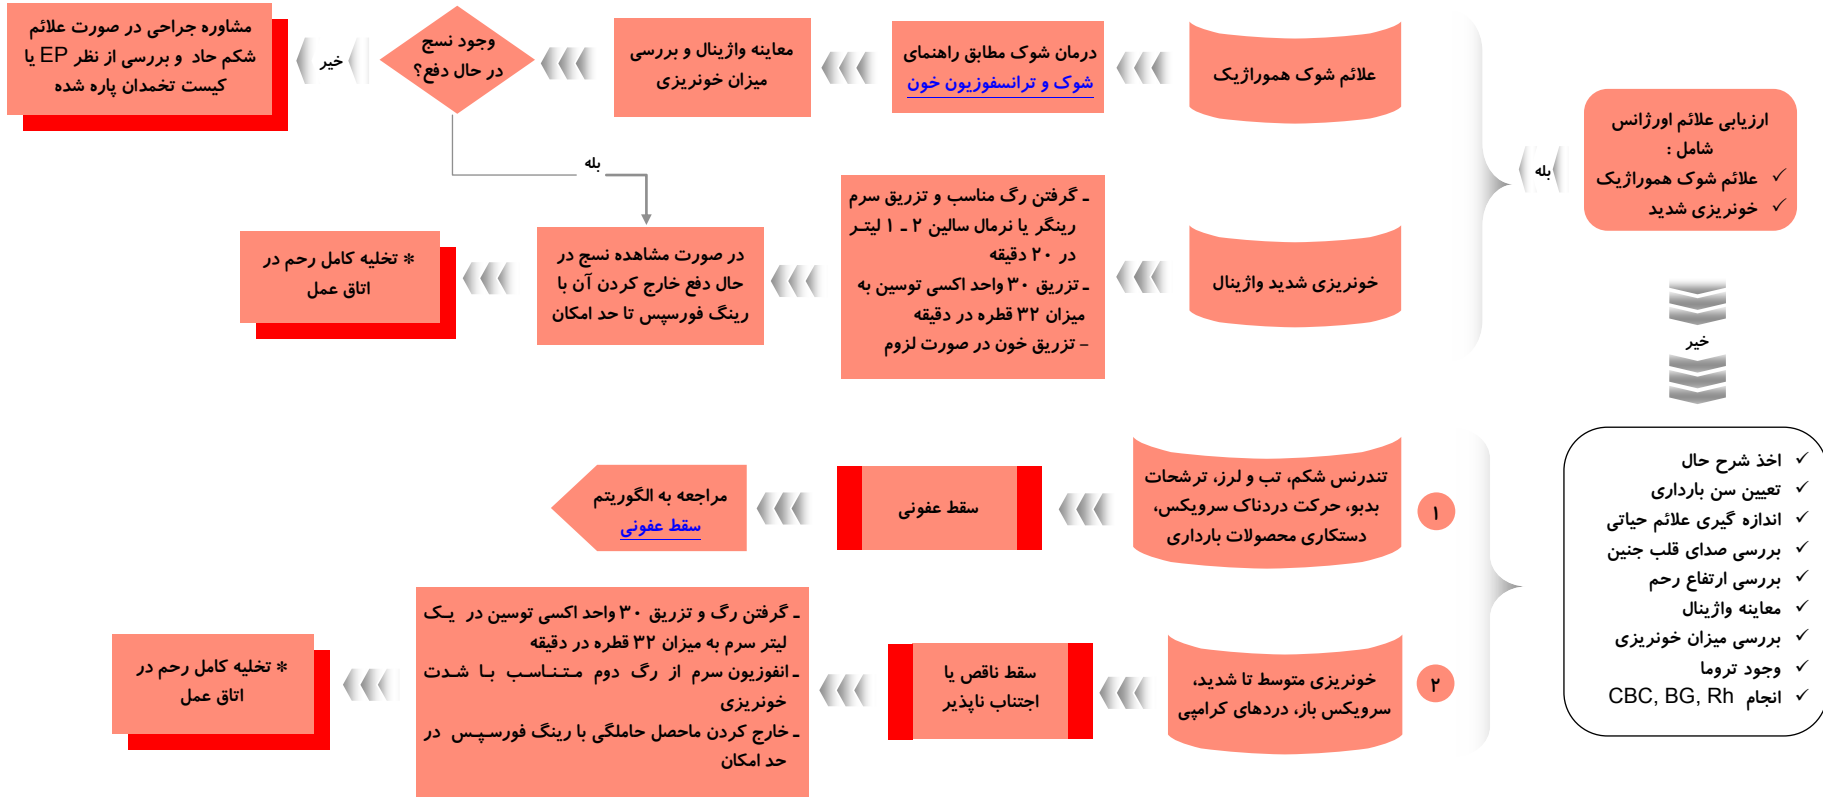 ارزیابی علائم اورژانس
شامل :
✓ علائم شوک هموراژیک
✓ خونریزی شدید
بله
علائم شوک هموراژیک
درمان شوک مطابق راهنمای
شوک و ترانسفوزیون خون
معاینه واژینال و بررسی
میزان خونریزی
وجود نسج
در حال دفع؟
خیر
مشاوره جراحی در صورت علائم
شکم حاد و بررسی از نظر EP یا
کیست تخمدان پاره شده
بله
خونریزی شدید واژینال
ـ گرفتن رگ مناسب و تزریق سرم
رینگر یا نرمال سالین ۲ ـ ۱ لیتر
در ۲۰ دقیقه
ـ تزریق ۳۰ واحد اکسی توسین به
میزان ۳۲ قطره در دقیقه
– تزریق خون در صورت لزوم
در صورت مشاهده نسج در
حال دفع خارج کردن آن با
رینگ فورسپس تا حد امکان
* تخلیه کامل رحم در
اتاق عمل
خیر
✓ اخذ شرح حال
✓ تعیین سن بارداری
✓ اندازه گیری علائم حیاتی
✓ بررسی صدای قلب جنین
✓ بررسی ارتفاع رحم
✓ معاینه واژینال
✓ بررسی میزان خونریزی
✓ وجود تروما
✓ انجام CBC, BG, Rh
۱
تندرنس شکم، تب و لرز، ترشحات
بدبو، حرکت دردناک سرویکس،
دستکاری محصولات بارداری
سقط عفونی
مراجعه به الگوریتم
سقط عفونی
۲
خونریزی متوسط تا شدید،
سرویکس باز، دردهای کرامپی
سقط ناقص یا
اجتناب ناپذیر
ـ گرفتن رگ و تزریق ۳۰ واحد اکسی توسین در یک
لیتر سرم به میزان ۳۲ قطره در دقیقه
ـ انفوزیون سرم از رگ دوم متناسب با شدت
خونریزی
ـ خارج کردن ماحصل حاملگی با رینگ فورسپس در
حد امکان
* تخلیه کامل رحم در
اتاق عمل